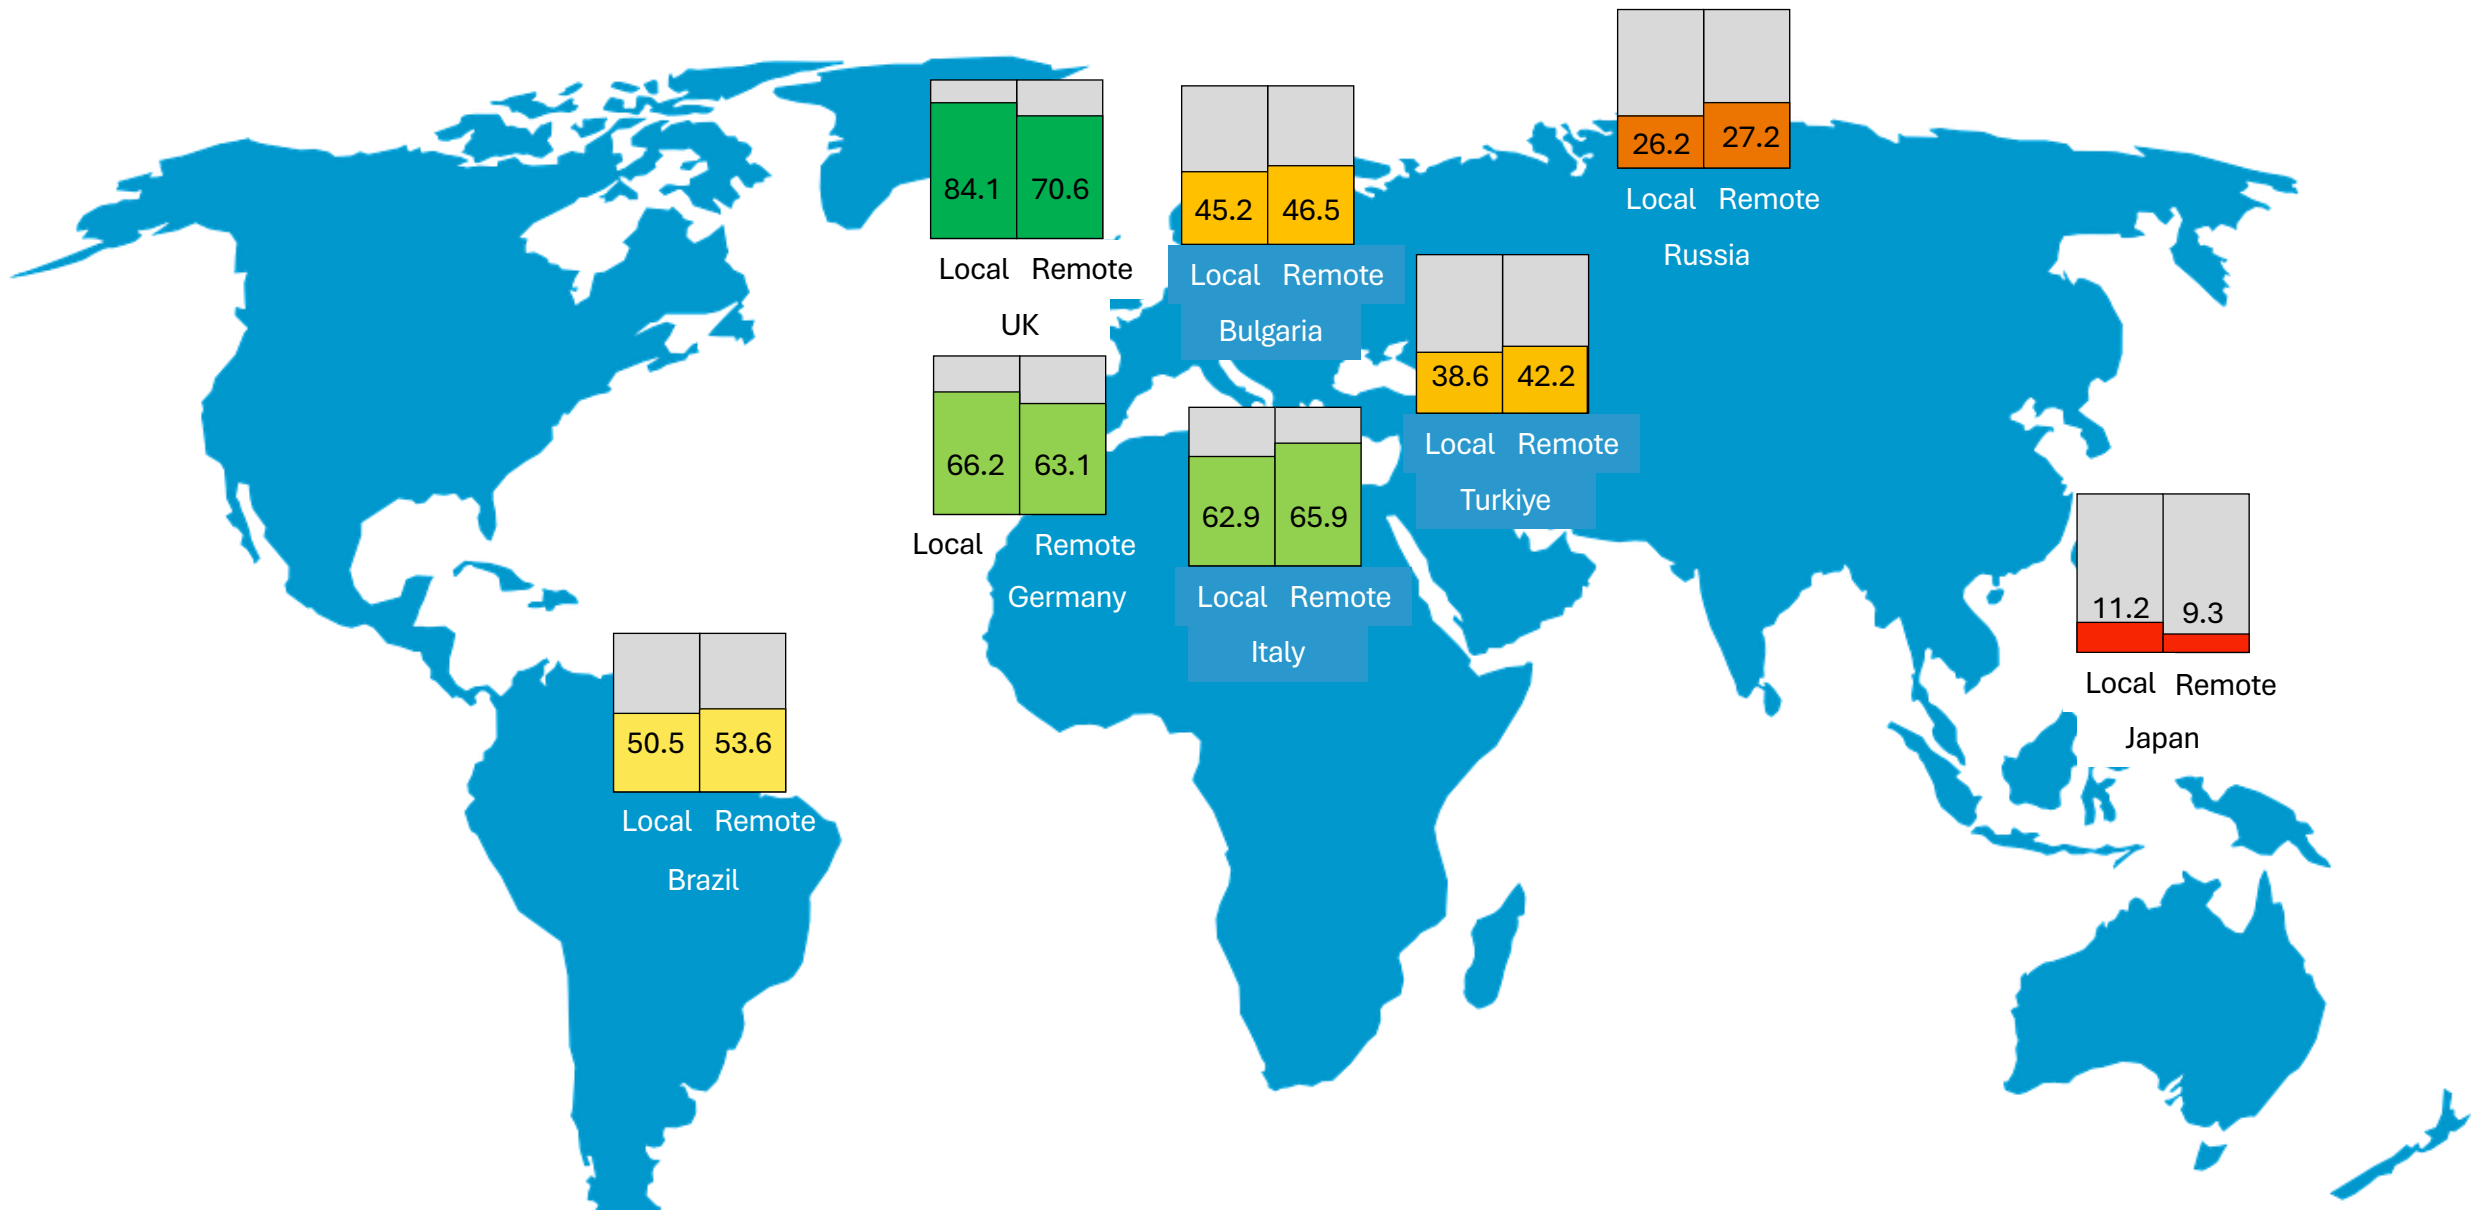 84.1 70.6
Local Remote
UK
45.2 46.5
Local Remote
Bulgaria
26.2 27.2
Local Remote
Russia
38.6 42.2
Local Remote
Turkiye
66.2 63.1
Local Remote
Germany
62.9 65.9
Local Remote
Italy
11.2 9.3
Local Remote
Japan
50.5 53.6
Local Remote
Brazil